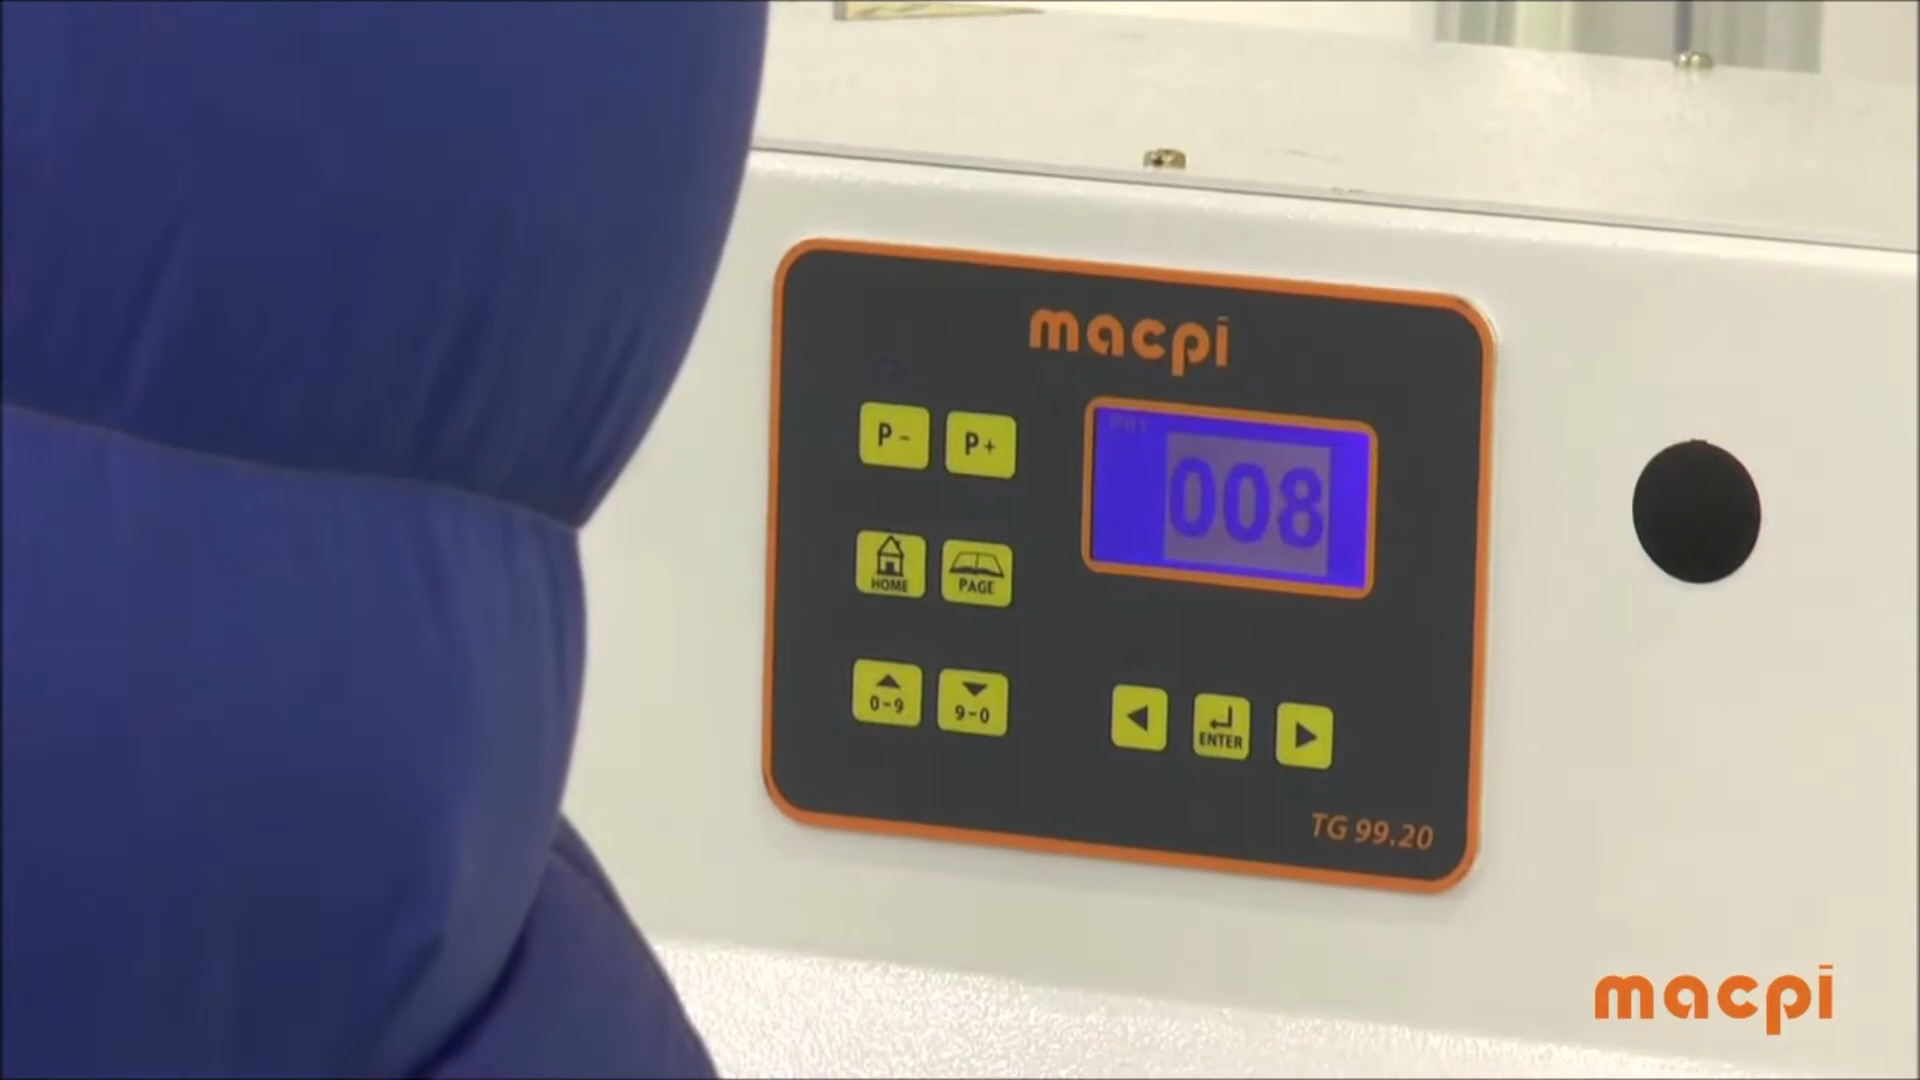 macpi
P- P+
008
HOME PAGE
0-9 9-0
ENTER
TG 99.20
macpi